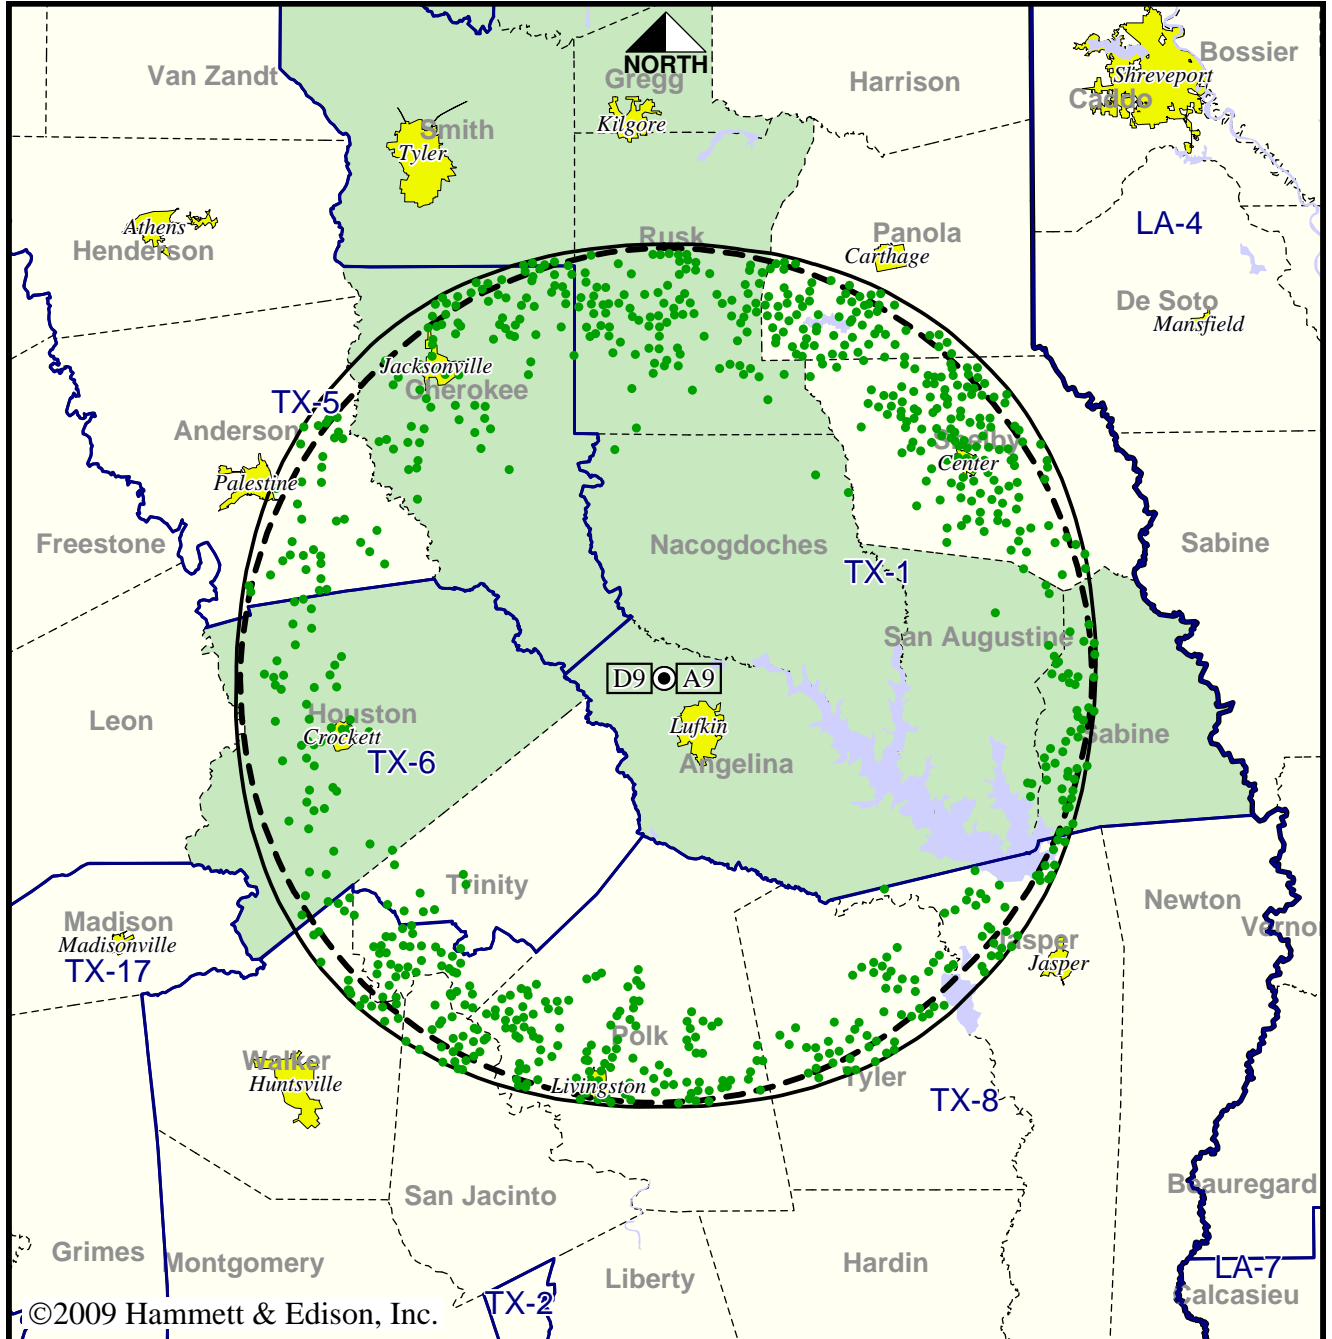 Bossier
Van Zandt
NORTH
Gregg
Harrison
Shreveport
Caddo
Kilgore
Smith
Tyler
Athens
Henderson
Rusk
Panola
Carthage
LA-4
De Soto
Mansfield
Jacksonville
Cherokee
TX-5
Anderson
Shelby
Center
Palestine
Freestone
Nacogdoches
Sabine
TX-1
San Augustine
D9
A9
Leon
Houston
Crockett
TX-6
Lufkin
Angelina
Sabine
Trinity
Newton
Madison
Madisonville
TX-17
Jasper
Jasper
Polk
Walker
Huntsville
Livingston
Tyler
TX-8
San Jacinto
Beauregard
Grimes
Montgomery
Liberty
Hardin
LA-7
Calcasieu
TX-2
©2009 Hammett & Edison, Inc.